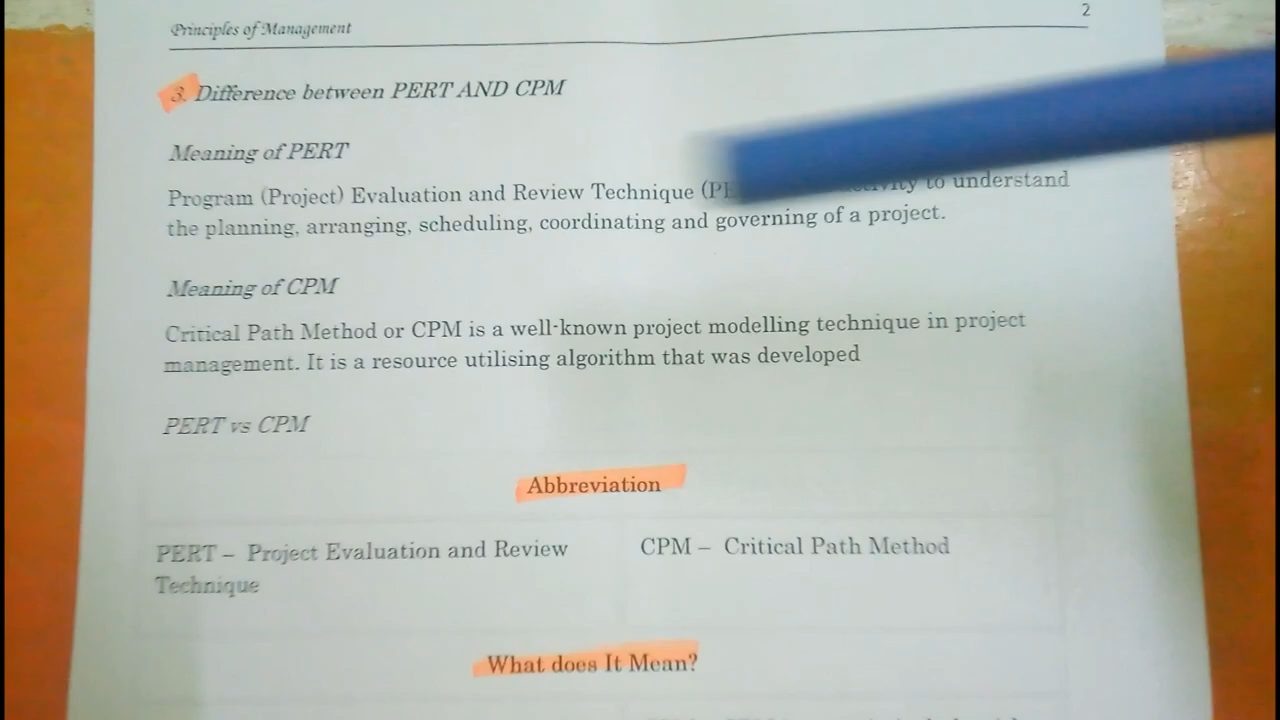 Principles of Management
2
3. Difference between PERT AND CPM
Meaning of PERT
Program (Project) Evaluation and Review Technique to understand
the planning, arranging, scheduling, coordinating and governing of a project.
Meaning of CPM
Critical Path Method or CPM is a well-known project modelling technique in project
management. It is a resource utilising algorithm that was developed
PERT vs CPM
Abbreviation
PERT – Project Evaluation and Review
Technique
CPM – Critical Path Method
What does It Mean?